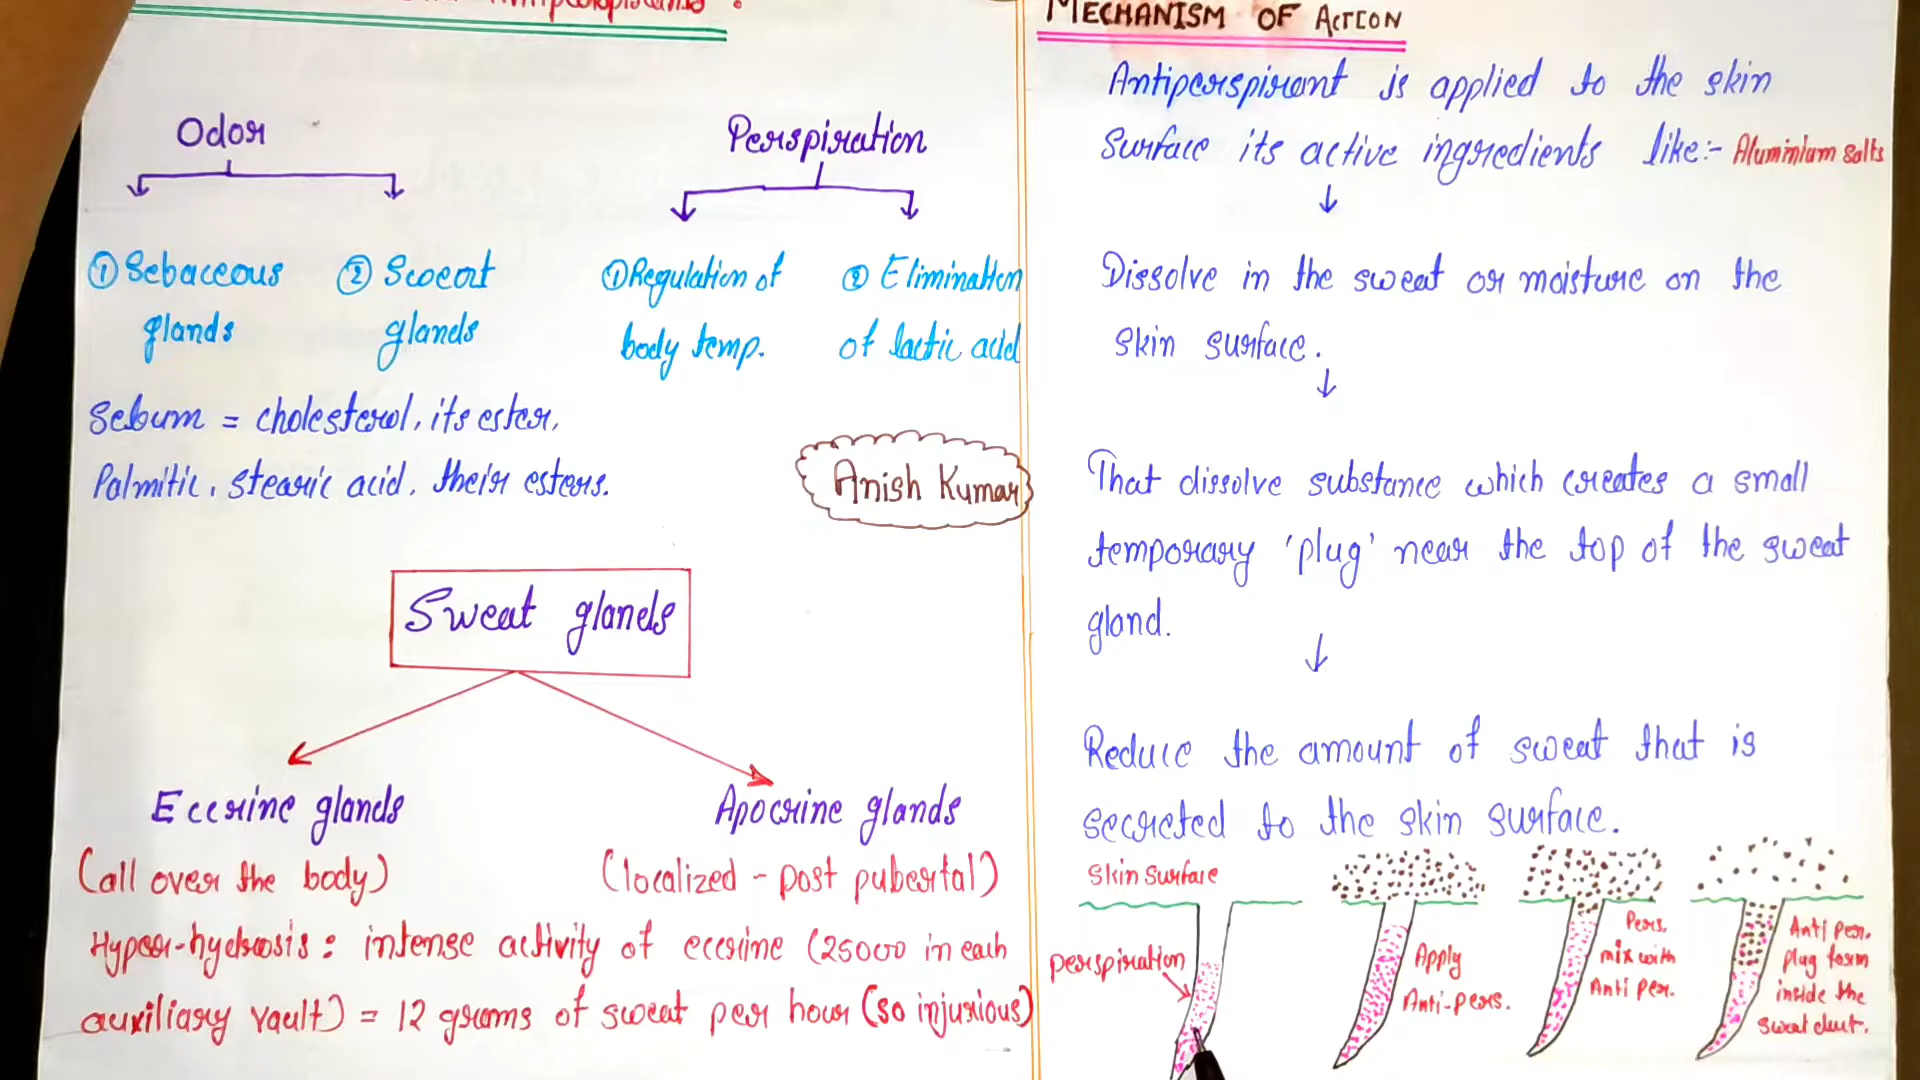 Antiperspirants :
Odor
Perspiration
① Sebaceous
glands
② Sweat
glands
① Regulation of
body temp.
② Elimination
of lactic acid
Sebum = cholesterol, its ester,
Palmitic, stearic acid, their esters.
Anish Kumar
Sweat glands
Eccrine glands
(all over the body)
Apocrine glands
(localized - post pubertal)
Hyper-hydrosis : intense activity of eccrine (25000 in each
auxiliary vault) = 12 grams of sweat per hour (so injurious)
MECHANISM OF ACTION
Antiperspirant is applied to the skin
Surface its active ingredients like:- Aluminium salts
↓
Dissolve in the sweat or moisture on the
skin surface.
↓
That dissolve substance which creates a small
temporary 'plug' near the top of the sweat
gland.
↓
Reduce the amount of sweat that is
secreted to the skin surface.
Skin surface
perspiration
Apply
Anti-pers.
Pers.
mix with
Anti per.
Anti per.
plug form
inside the
sweat duct.